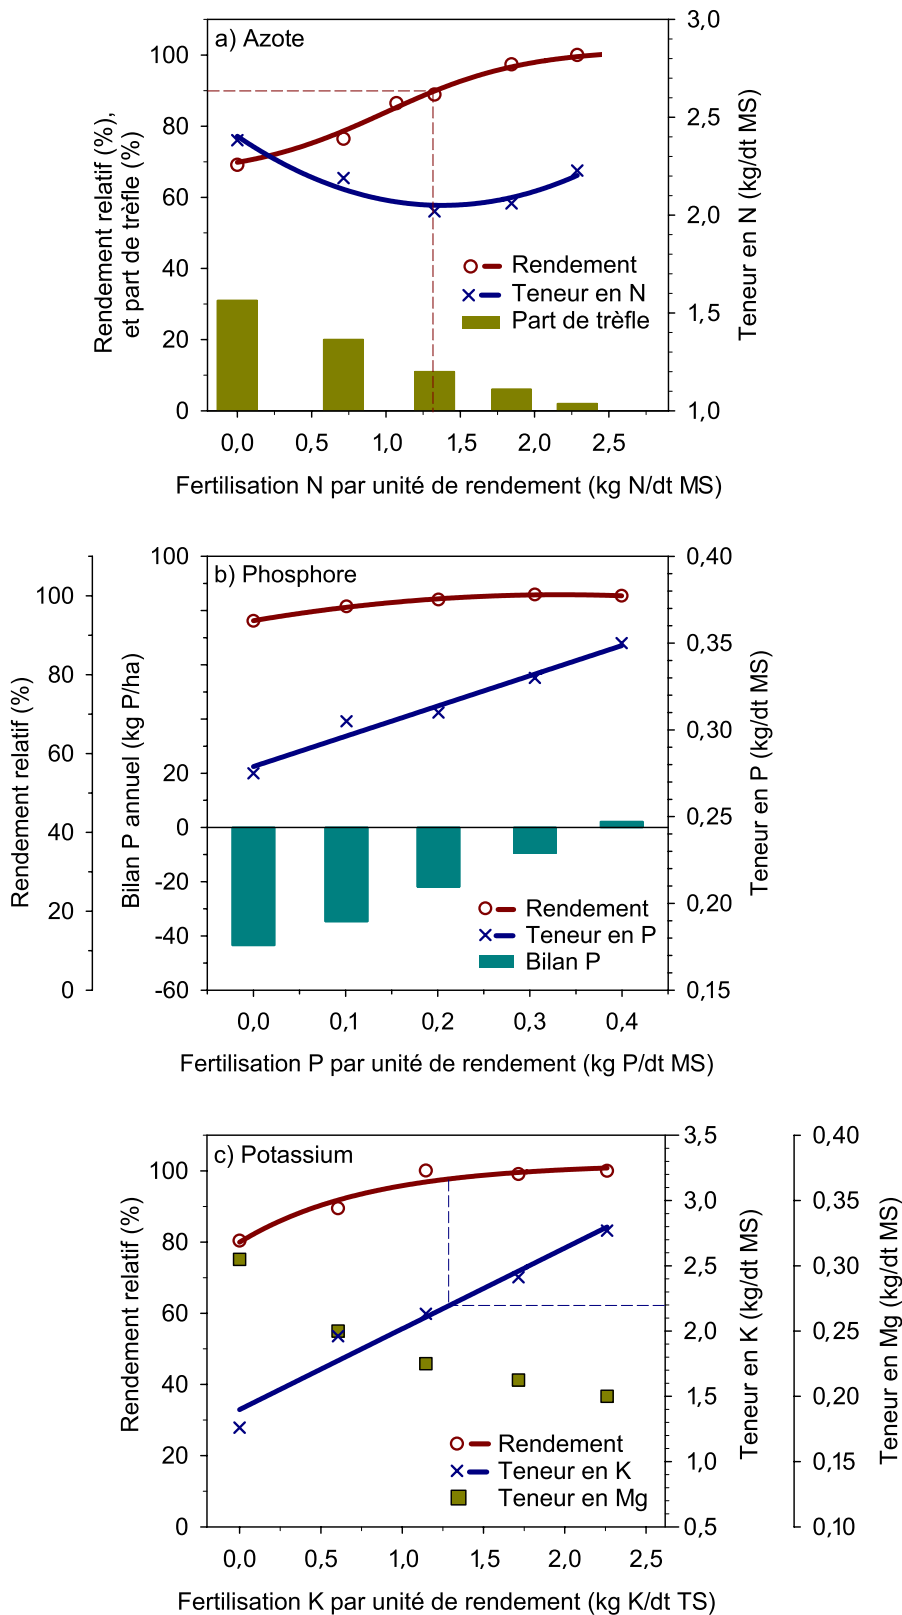 a) Azote
100
80
60
40
20
0
Rendement relatif (%),
et part de trèfle (%)
3,0
2,5
2,0
1,5
1,0
Teneur en N (kg/dt MS)
Rendement
Teneur en N
Part de trèfle
0,0 0,5 1,0 1,5 2,0 2,5
Fertilisation N par unité de rendement (kg N/dt MS)
b) Phosphore
100
80
60
40
20
0
Rendement relatif (%)
100
20
0
-20
-40
-60
Bilan P annuel (kg P/ha)
0,40
0,35
0,30
0,25
0,20
0,15
Teneur en P (kg/dt MS)
Rendement
Teneur en P
Bilan P
0,0 0,1 0,2 0,3 0,4
Fertilisation P par unité de rendement (kg P/dt MS)
c) Potassium
100
80
60
40
20
0
Rendement relatif (%)
3,5
3,0
2,5
2,0
1,5
1,0
0,5
Teneur en K (kg/dt MS)
0,40
0,35
0,30
0,25
0,20
0,15
0,10
Teneur en Mg (kg/dt MS)
Rendement
Teneur en K
Teneur en Mg
0,0 0,5 1,0 1,5 2,0 2,5
Fertilisation K par unité de rendement (kg K/dt TS)